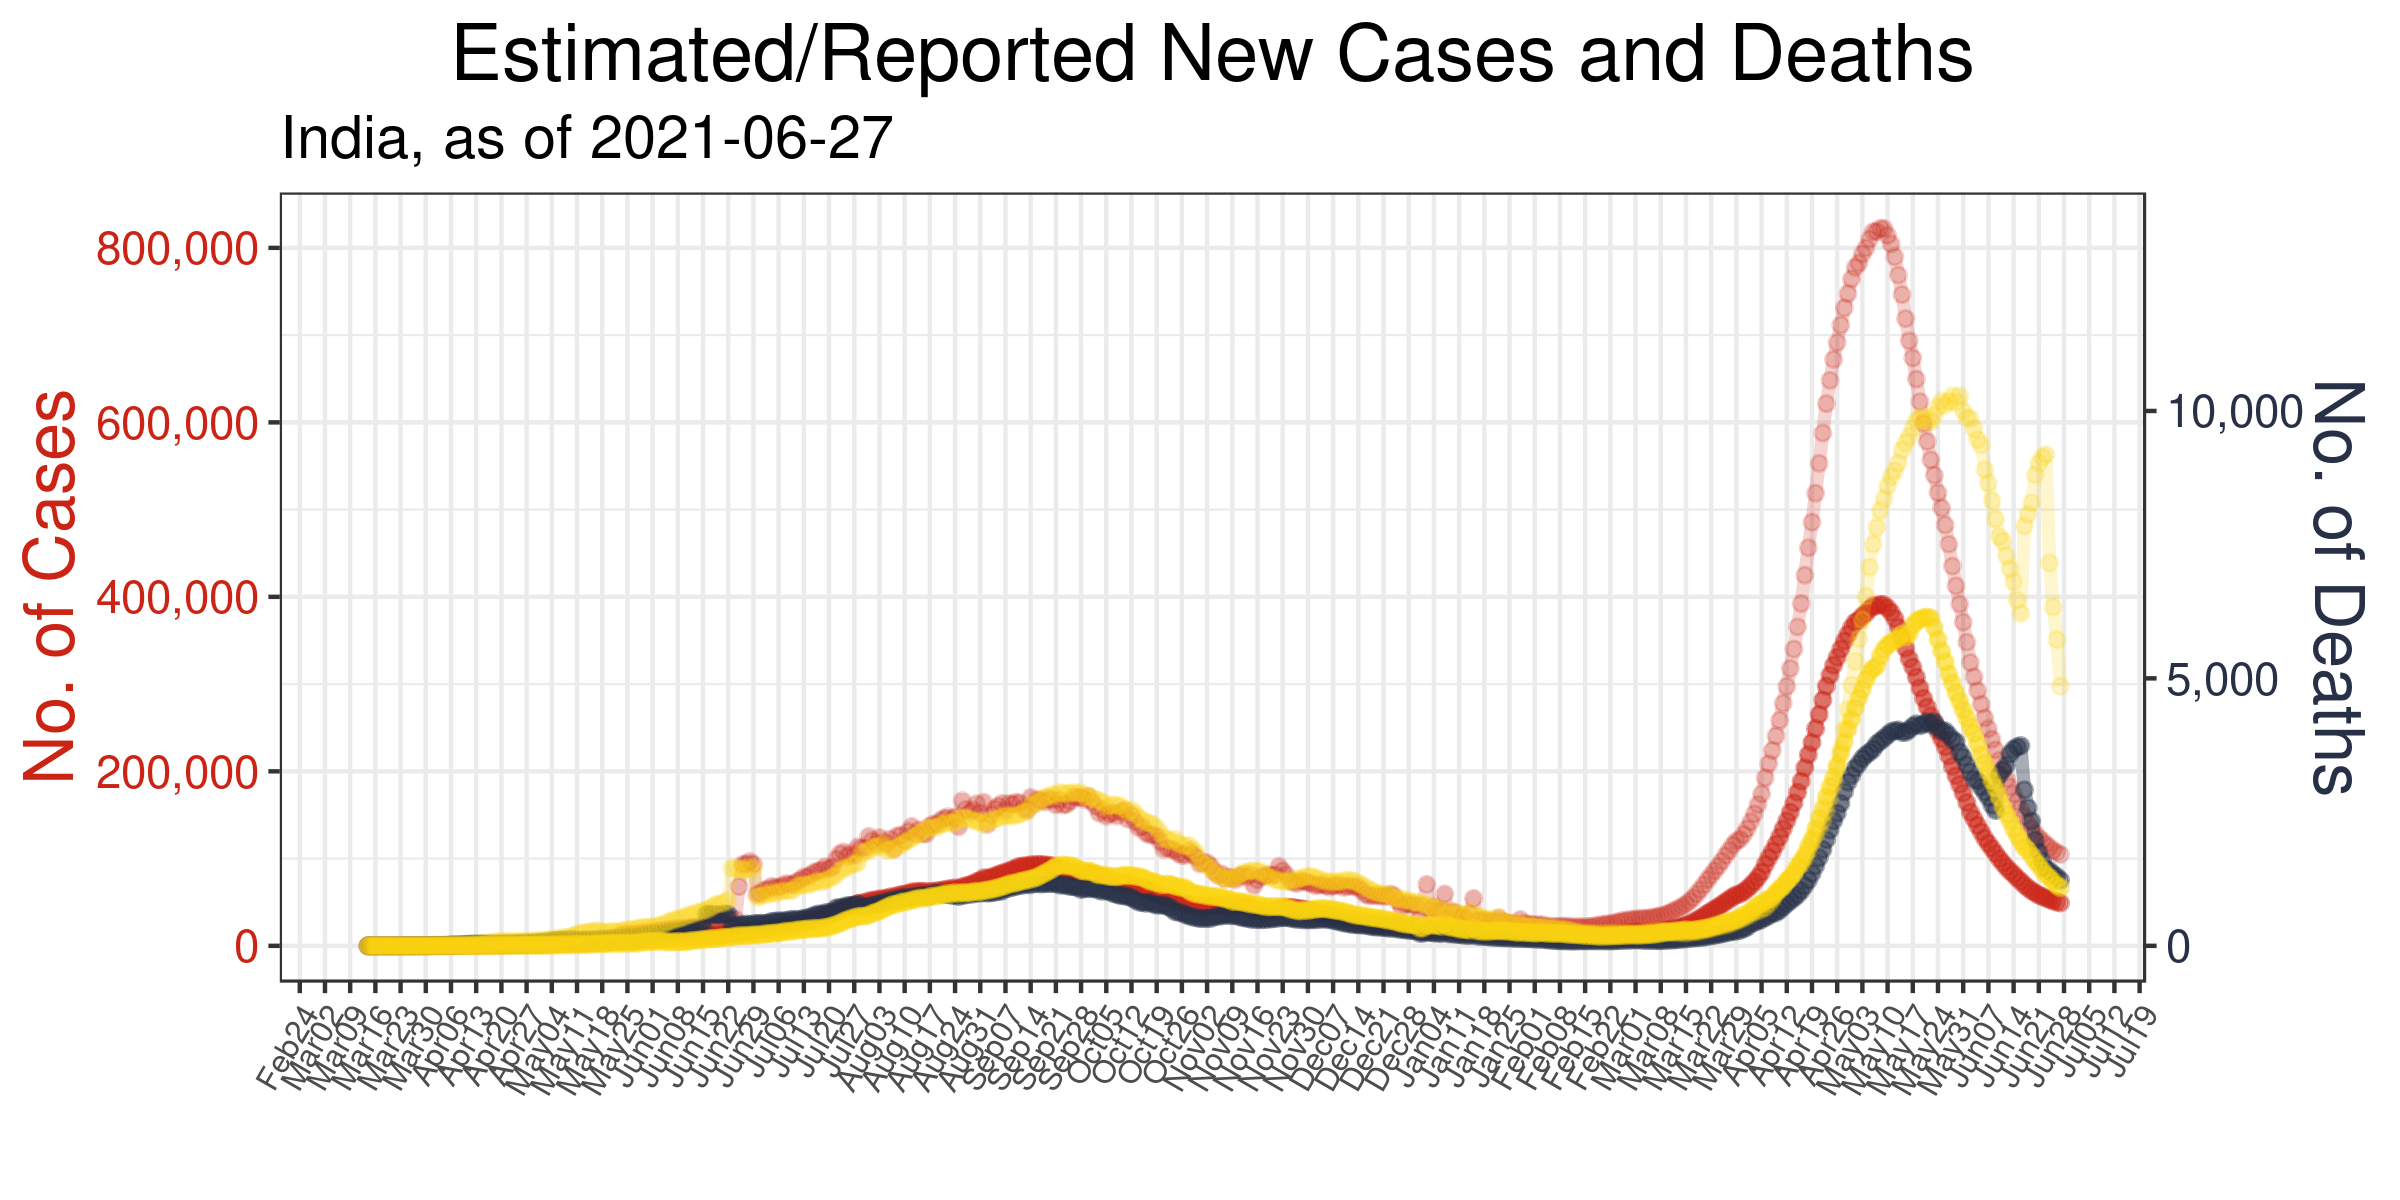 Estimated/Reported New Cases and Deaths
India, as of 2021-06-27
No. of Cases
800,000
600,000
400,000
200,000
0
10,000
5,000
0
No. of Deaths
Feb24
Mar02
Mar09
Mar16
Mar23
Mar30
Apr06
Apr13
Apr20
Apr27
May04
May11
May18
May25
Jun01
Jun08
Jun15
Jun22
Jun29
Jul06
Jul13
Jul20
Jul27
Aug03
Aug10
Aug17
Aug24
Aug31
Sep07
Sep14
Sep21
Sep28
Oct05
Oct12
Oct19
Oct26
Nov02
Nov09
Nov16
Nov23
Nov30
Dec07
Dec14
Dec21
Dec28
Jan04
Jan11
Jan18
Jan25
Feb01
Feb08
Feb15
Feb22
Mar01
Mar08
Mar15
Mar22
Mar29
Apr05
Apr12
Apr19
Apr26
May03
May10
May17
May24
May31
Jun07
Jun14
Jun21
Jun28
Jul05
Jul12
Jul19